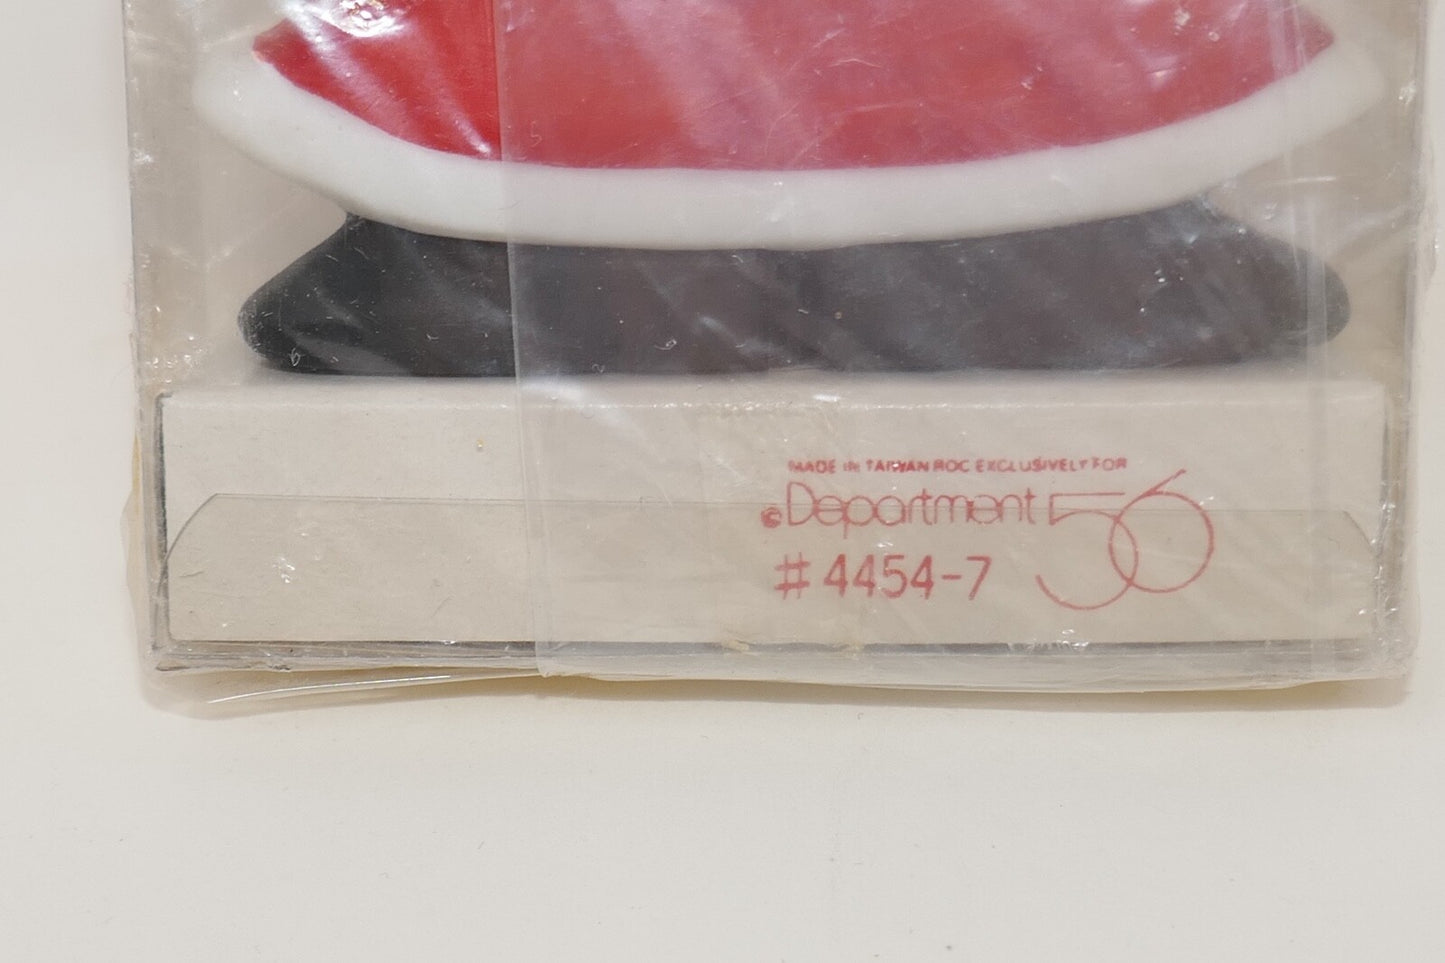 MADE IN TAIWAN ROC EXCLUSIVELY FOR
©Department 56
#4454-7